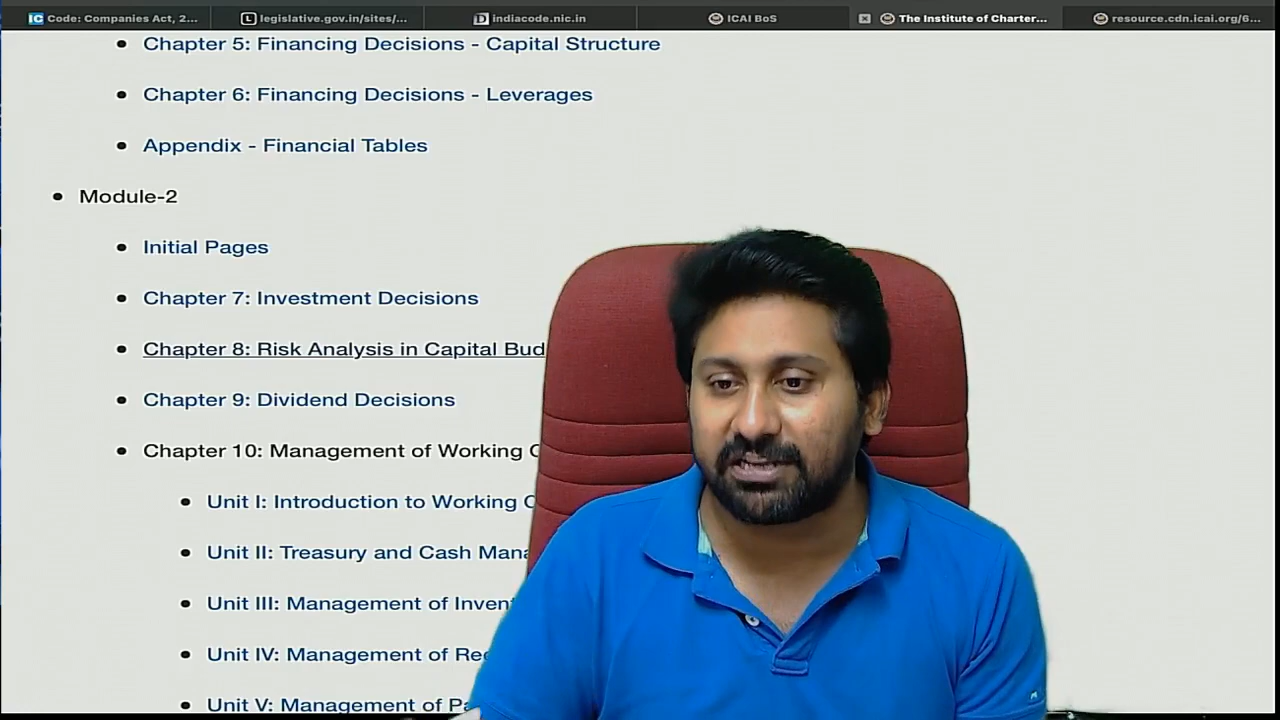 Code: Companies Act, 2...
legislative.gov.in/sites/...
indiacode.nic.in
ICAI BoS
The Institute of Charter...
resource.cdn.icai.org/6...
Chapter 5: Financing Decisions - Capital Structure
Chapter 6: Financing Decisions - Leverages
Appendix - Financial Tables
Module-2
Initial Pages
Chapter 7: Investment Decisions
Chapter 8: Risk Analysis in Capital Bud
Chapter 9: Dividend Decisions
Chapter 10: Management of Working
Unit I: Introduction to Working
Unit II: Treasury and Cash Mana
Unit III: Management of Invent
Unit IV: Management of Rec
Unit V: Management of Pa